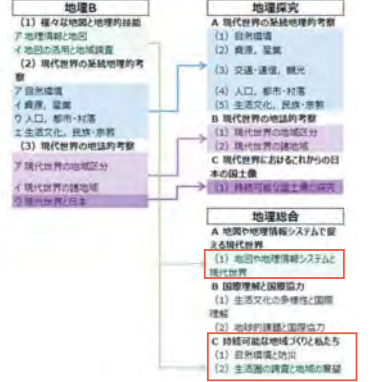 地理B
(1) 様々な地図と地理的技能
ア 地理情報と地図
イ 地図の活用と地域調査
(2) 現代世界の系統地理的考
察
ア 自然環境
イ 資源、産業
ウ 人口、都市・村落
エ 生活文化、民族・宗教
(3) 現代世界の地誌的考察
ア 現代世界の地域区分
イ 現代世界の諸地域
ウ 現代世界と日本
地理探究
A 現代世界の系統地理的考察
(1) 自然環境
(2) 資源、産業
(3) 交通・通信、観光
(4) 人口、都市・村落
(5) 生活文化、民族・宗教
B 現代世界の地誌的考察
(1) 現代世界の地域区分
(2) 現代世界の諸地域
C 現代世界におけるこれからの日
本の国土像
(1) 持続可能な国土像の探究
地理総合
A 地図や地理情報システムで捉
える現代世界
(1) 地図や地理情報システムと
現代世界
B 国際理解と国際協力
(1) 生活文化の多様性と国際
理解
(2) 地球的課題と国際協力
C 持続可能な地域づくりと私たち
(1) 自然環境と防災
(2) 生活圏の調査と地域の展望